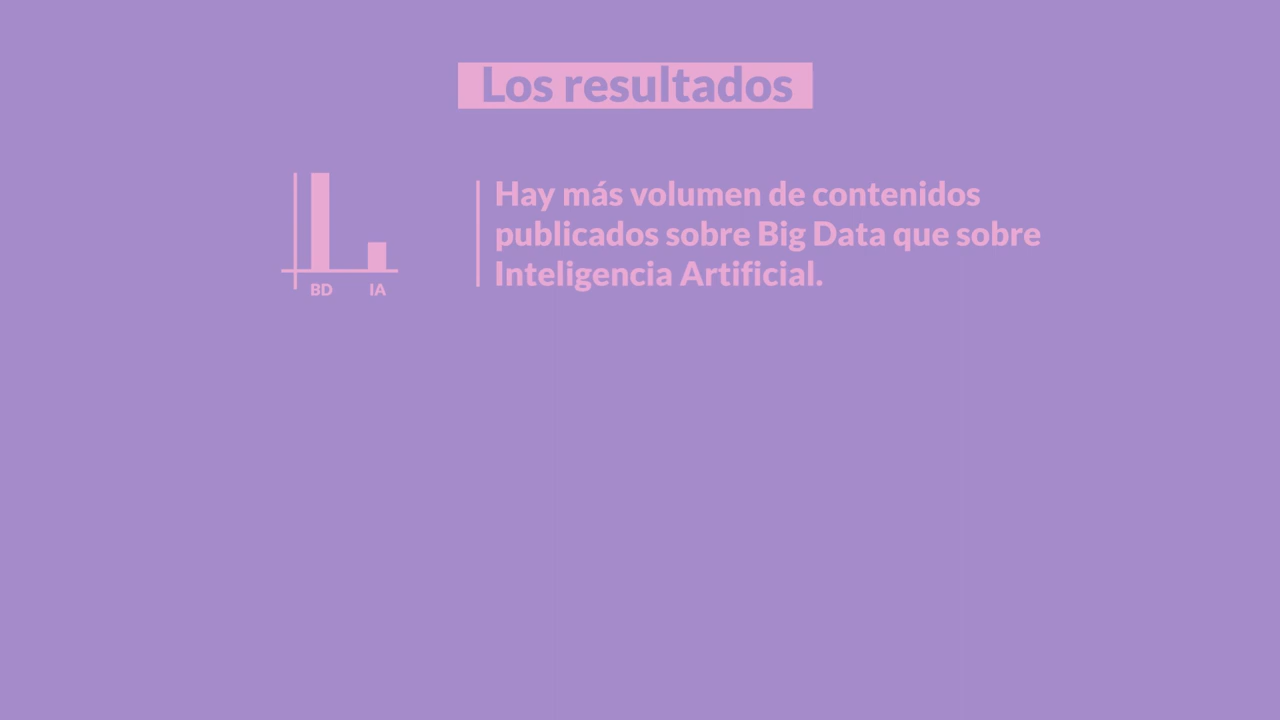 Los resultados
BD IA
Hay más volumen de contenidos
publicados sobre Big Data que sobre
Inteligencia Artificial.